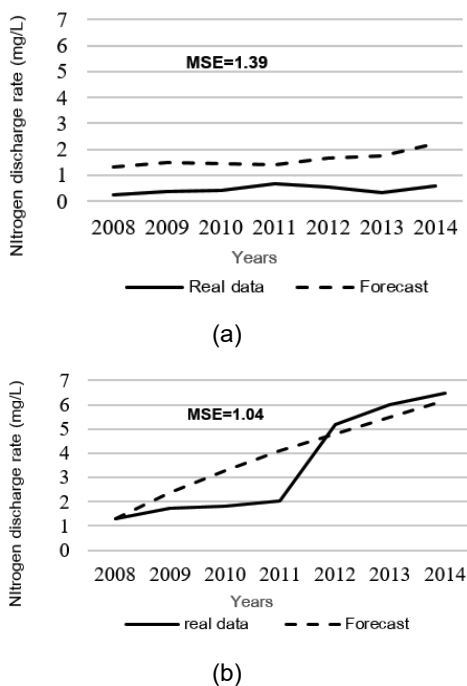 NItrogen discharge rate (mg/L)
7
6
5
4
3
2
1
0
MSE=1.39
2008 2009 2010 2011 2012 2013 2014
Years
Real data Forecast
(a)
NItrogen discharge rate (mg/L)
7
6
5
4
3
2
1
0
MSE=1.04
2008 2009 2010 2011 2012 2013 2014
Years
real data Forecast
(b)